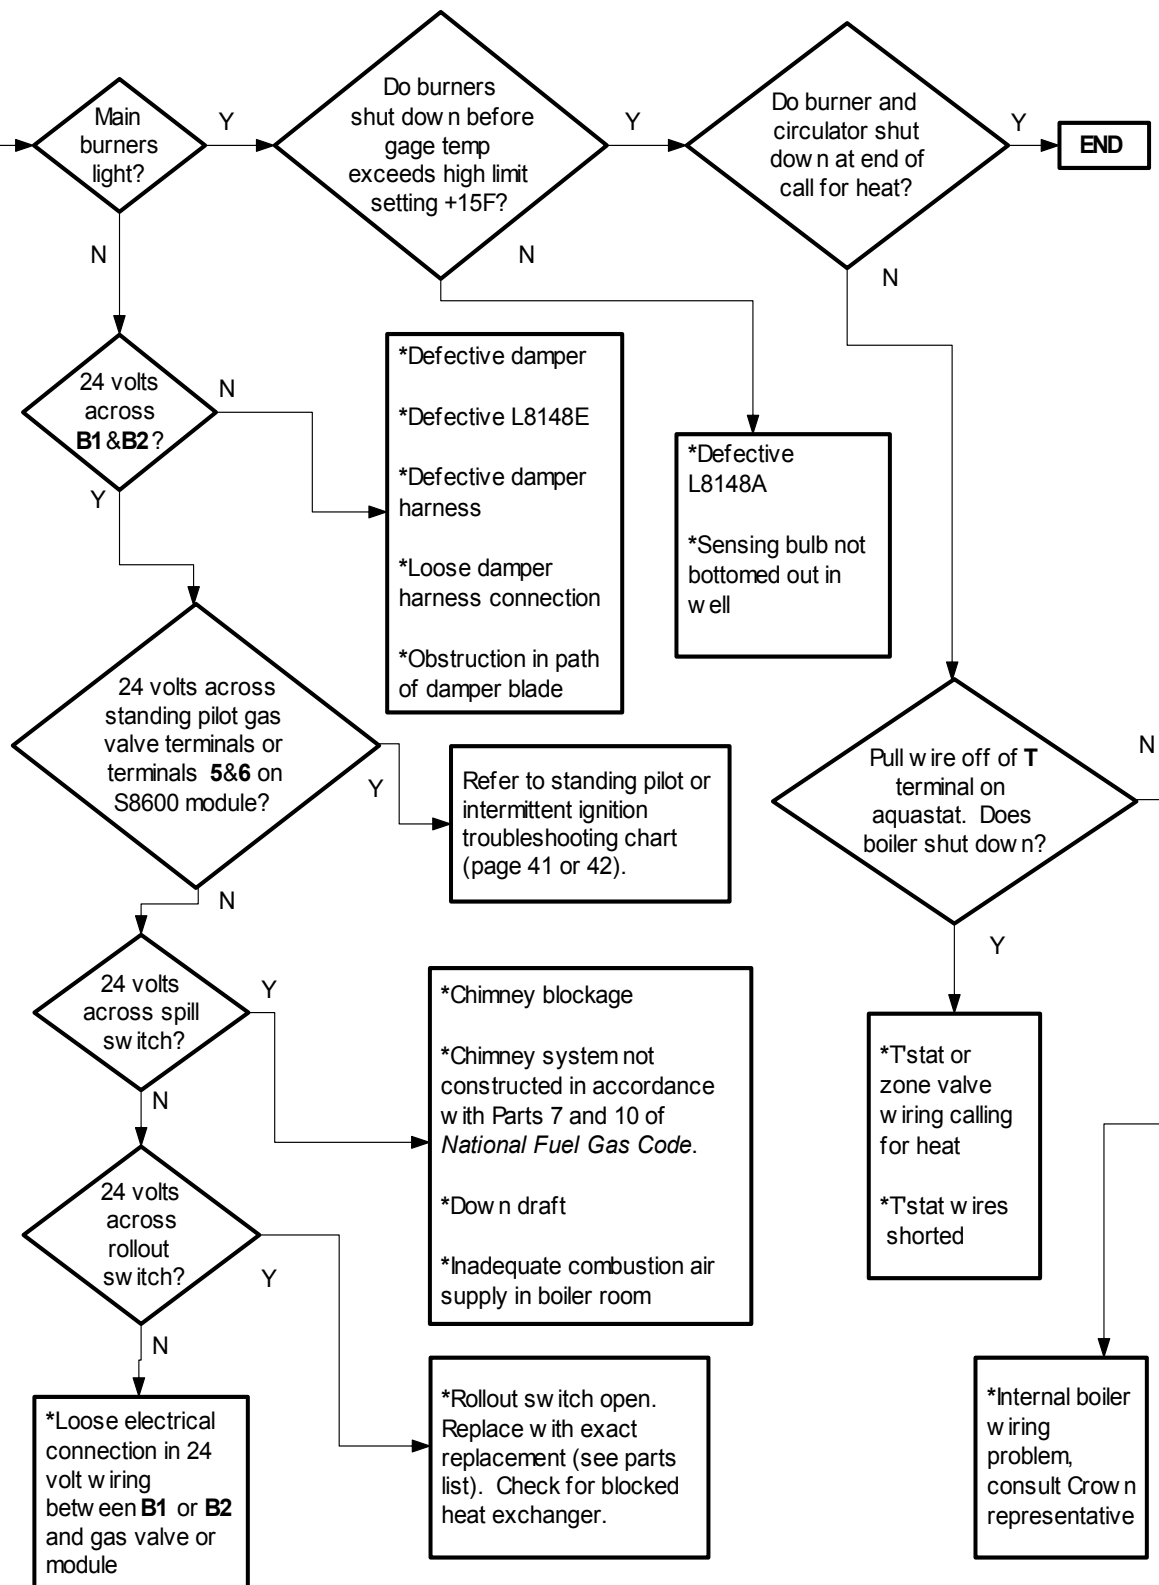 Main
burners
light?
Y
N
Do burners
shut down before
gage temp
exceeds high limit
setting +15F?
Y
N
Do burner and
circulator shut
down at end of
call for heat?
Y
N
END
24 volts
across
B1&B2?
N
Y
*Defective damper
*Defective L8148E
*Defective damper
harness
*Loose damper
harness connection
*Obstruction in path
of damper blade
*Defective
L8148A
*Sensing bulb not
bottomed out in
well
24 volts across
standing pilot gas
valve terminals or
terminals 5&6 on
S8600 module?
Y
N
Refer to standing pilot or
intermittent ignition
troubleshooting chart
(page 41 or 42).
Pull wire off of T
terminal on
aquastat. Does
boiler shut down?
N
Y
24 volts
across spill
switch?
Y
N
*Chimney blockage
*Chimney system not
constructed in accordance
with Parts 7 and 10 of
National Fuel Gas Code.
*Down draft
*Inadequate combustion air
supply in boiler room
*T'stat or
zone valve
wiring calling
for heat
*T'stat wires
shorted
24 volts
across
rollout
switch?
Y
N
*Loose electrical
connection in 24
volt wiring
between B1 or B2
and gas valve or
module
*Rollout switch open.
Replace with exact
replacement (see parts
list). Check for blocked
heat exchanger.
*Internal boiler
wiring
problem,
consult Crown
representative